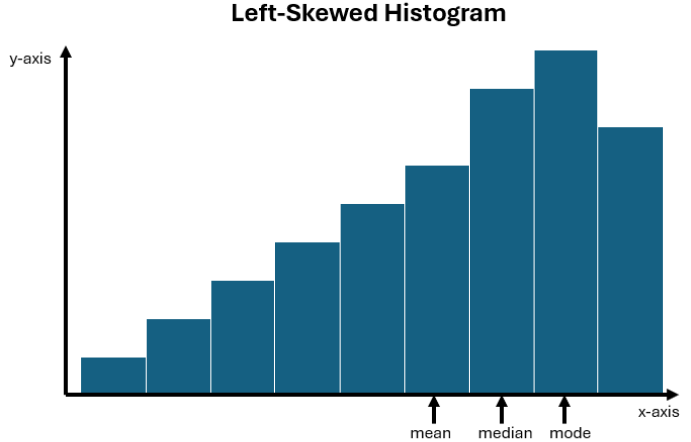 Left-Skewed Histogram
y-axis
x-axis
mean median mode